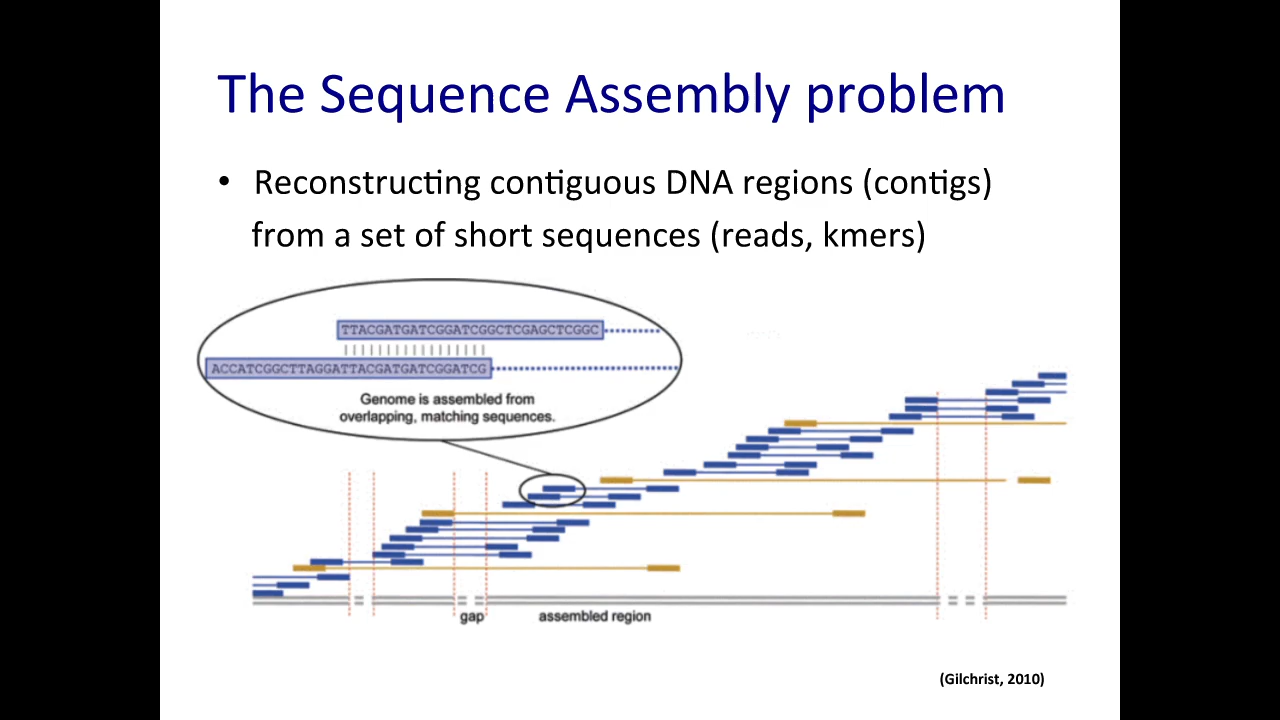 The Sequence Assembly problem
• Reconstructing contiguous DNA regions (contigs)
from a set of short sequences (reads, kmers)
TTACGATGATCGGATCGGCTCGAGCTCGGC
ACCATCGGCTTAGGATTACGATGATCGGATCG
Genome is assembled from
overlapping, matching sequences.
gap
assembled region
(Gilchrist, 2010)